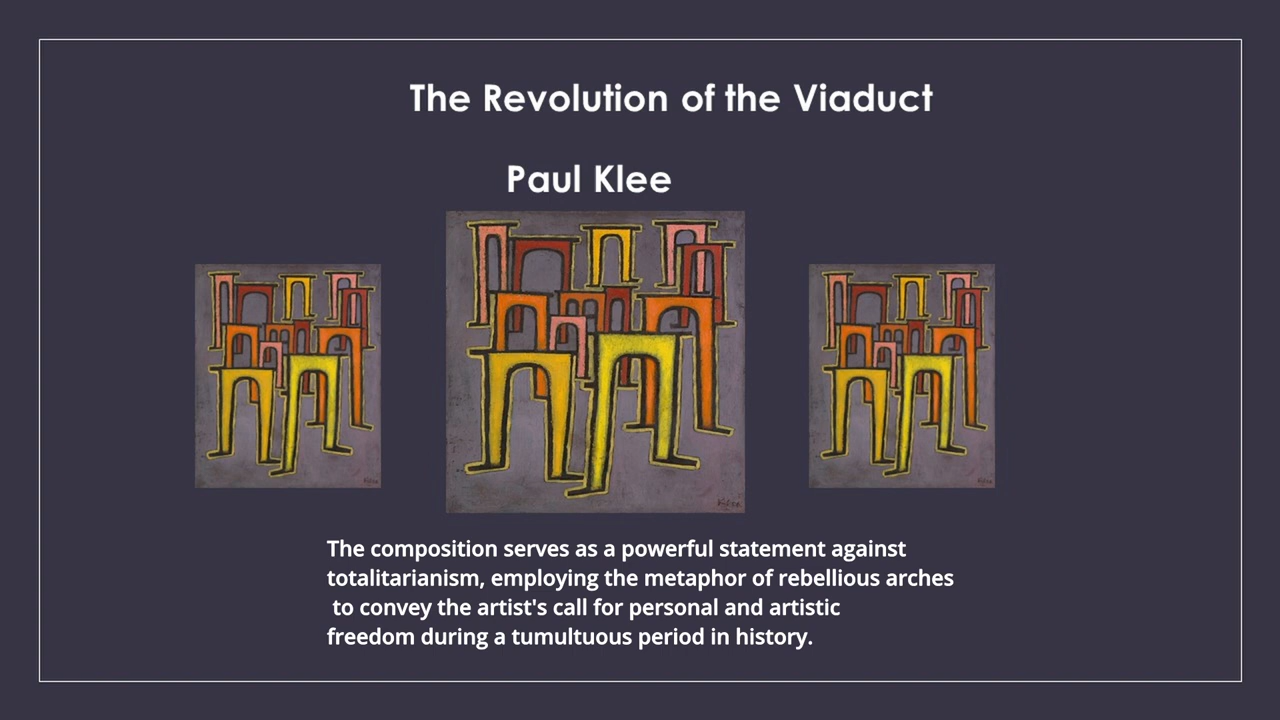 The Revolution of the Viaduct
Paul Klee
The composition serves as a powerful statement against
totalitarianism, employing the metaphor of rebellious arches
to convey the artist's call for personal and artistic
freedom during a tumultuous period in history.